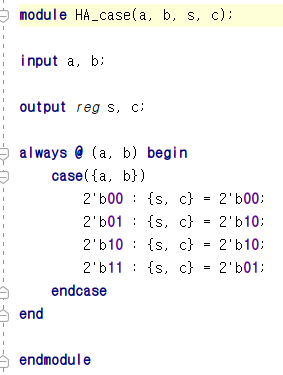 module HA_case(a, b, s, c);
input a, b;
output reg s, c;
always @ (a, b) begin
case({a, b})
2'b00 : {s, c} = 2'b00;
2'b01 : {s, c} = 2'b10;
2'b10 : {s, c} = 2'b10;
2'b11 : {s, c} = 2'b01;
endcase
end
endmodule